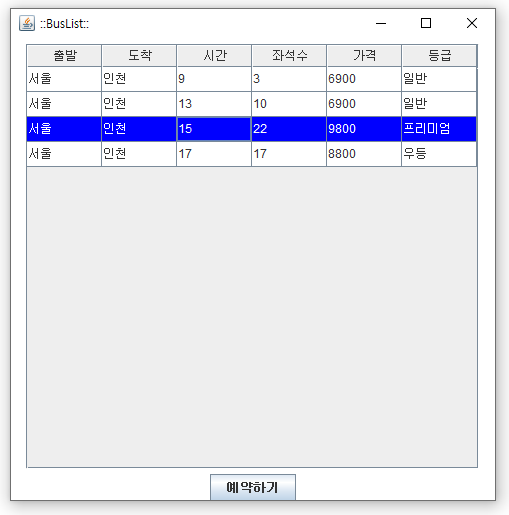 ::BusList::
출발 도착 시간 좌석수 가격 등급
서울 인천 9 3 6900 일반
서울 인천 13 10 6900 일반
서울 인천 15 22 9800 프리미엄
서울 인천 17 17 8800 우등
예약하기